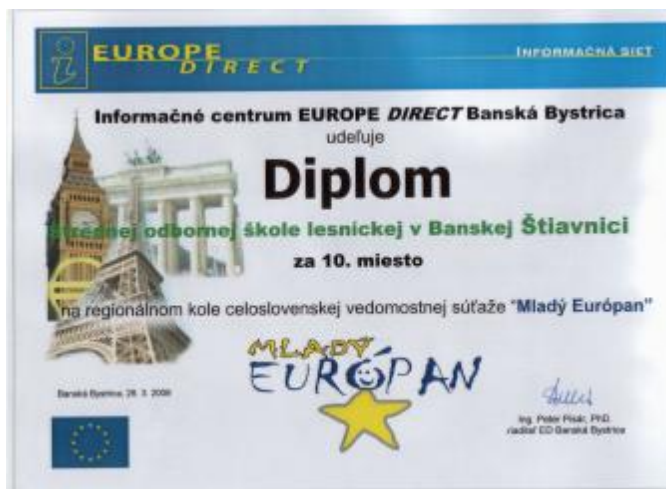 EUROPE
DIRECT
INFORMAČNÁ SIEŤ
Informačné centrum EUROPE DIRECT Banská Bystrica
udeľuje
Diplom
Strednej odbornej škole lesníckej v Banskej Štiavnici
za 10. miesto
na regionálnom kole celoslovenskej vedomostnej súťaže "Mladý Európan"
MLADÝ
EURÓPAN
Banská Bystrica,
Ing. Peter Pisár, PhD.
riaditeľ ED Banská Bystrica